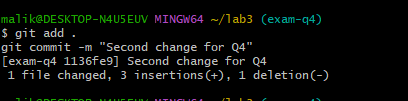 malik@DESKTOP-N4U5EUV MINGW64 ~/lab3 (exam-q4)
$ git add .
git commit -m "Second change for Q4"
[exam-q4 1136fe9] Second change for Q4
 1 file changed, 3 insertions(+), 1 deletion(-)